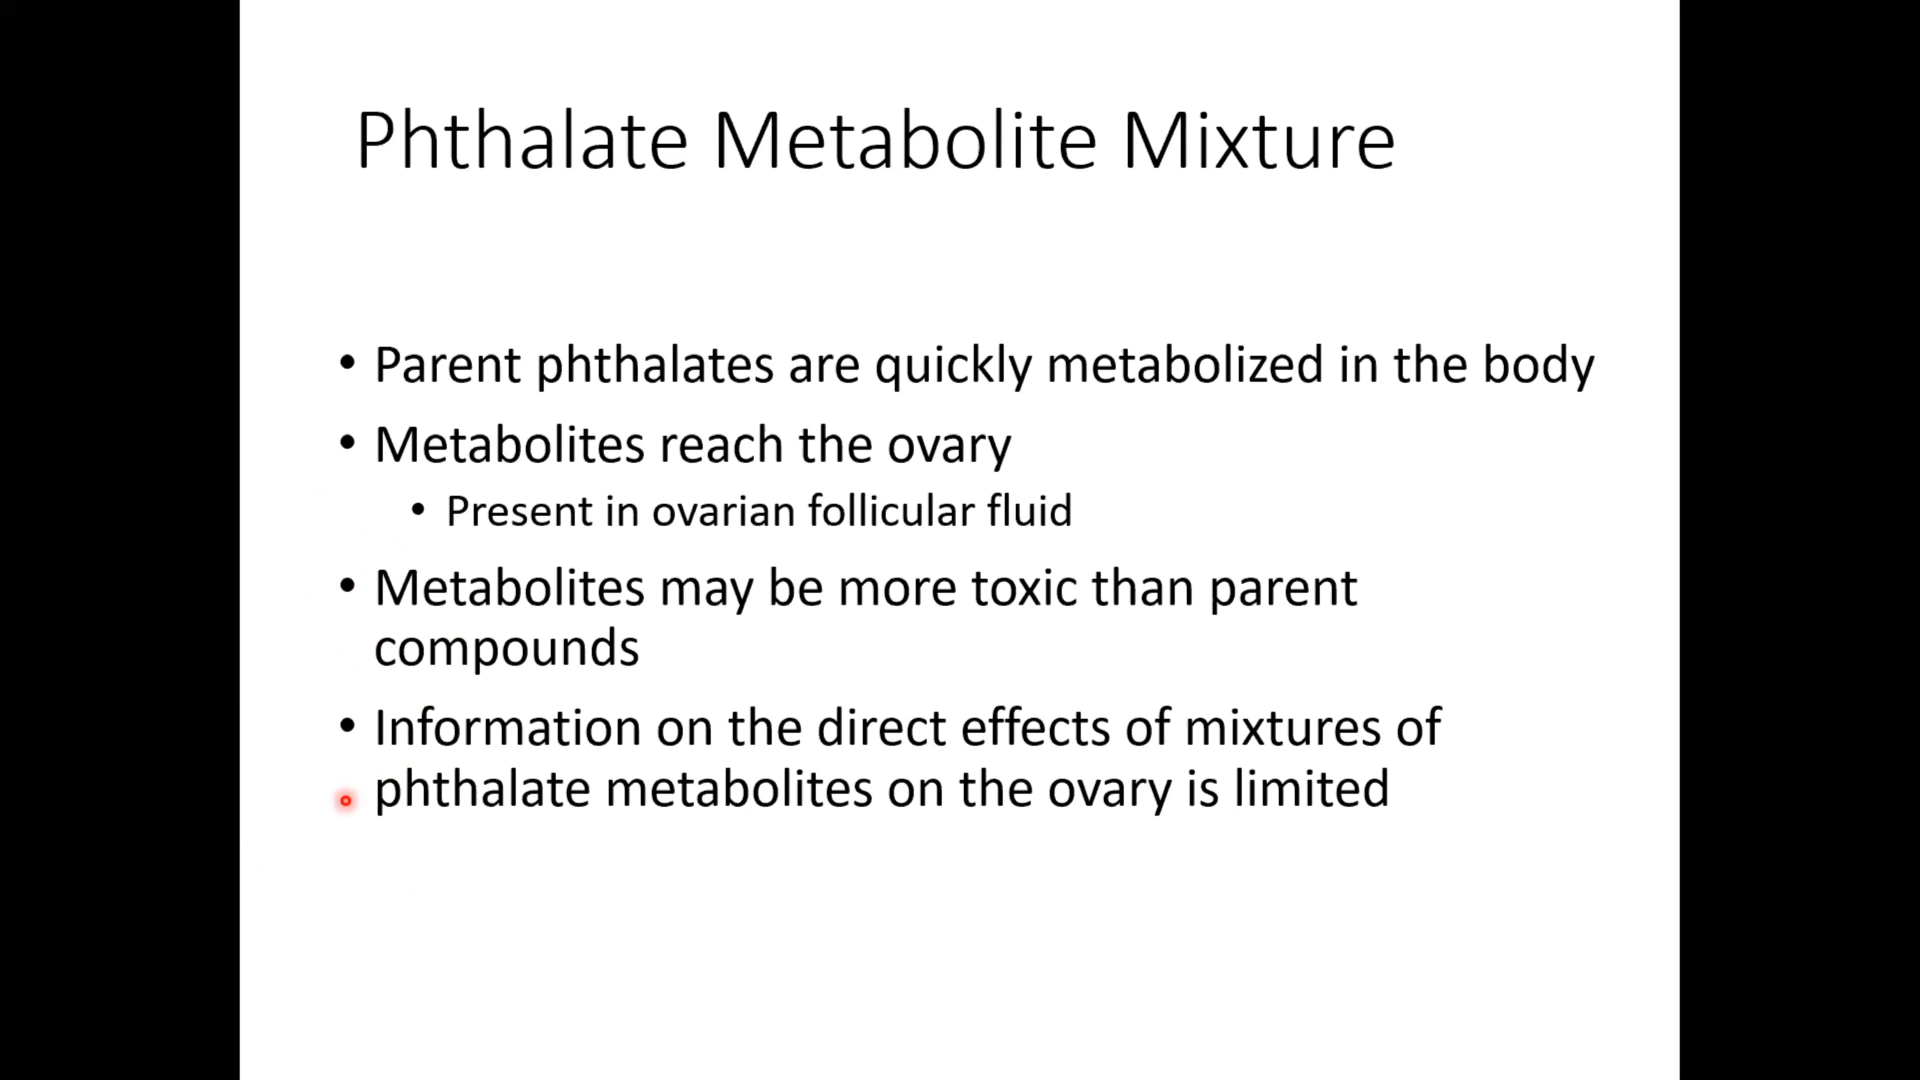 Phthalate Metabolite Mixture
• Parent phthalates are quickly metabolized in the body
• Metabolites reach the ovary
• Present in ovarian follicular fluid
• Metabolites may be more toxic than parent
compounds
• Information on the direct effects of mixtures of
phthalate metabolites on the ovary is limited